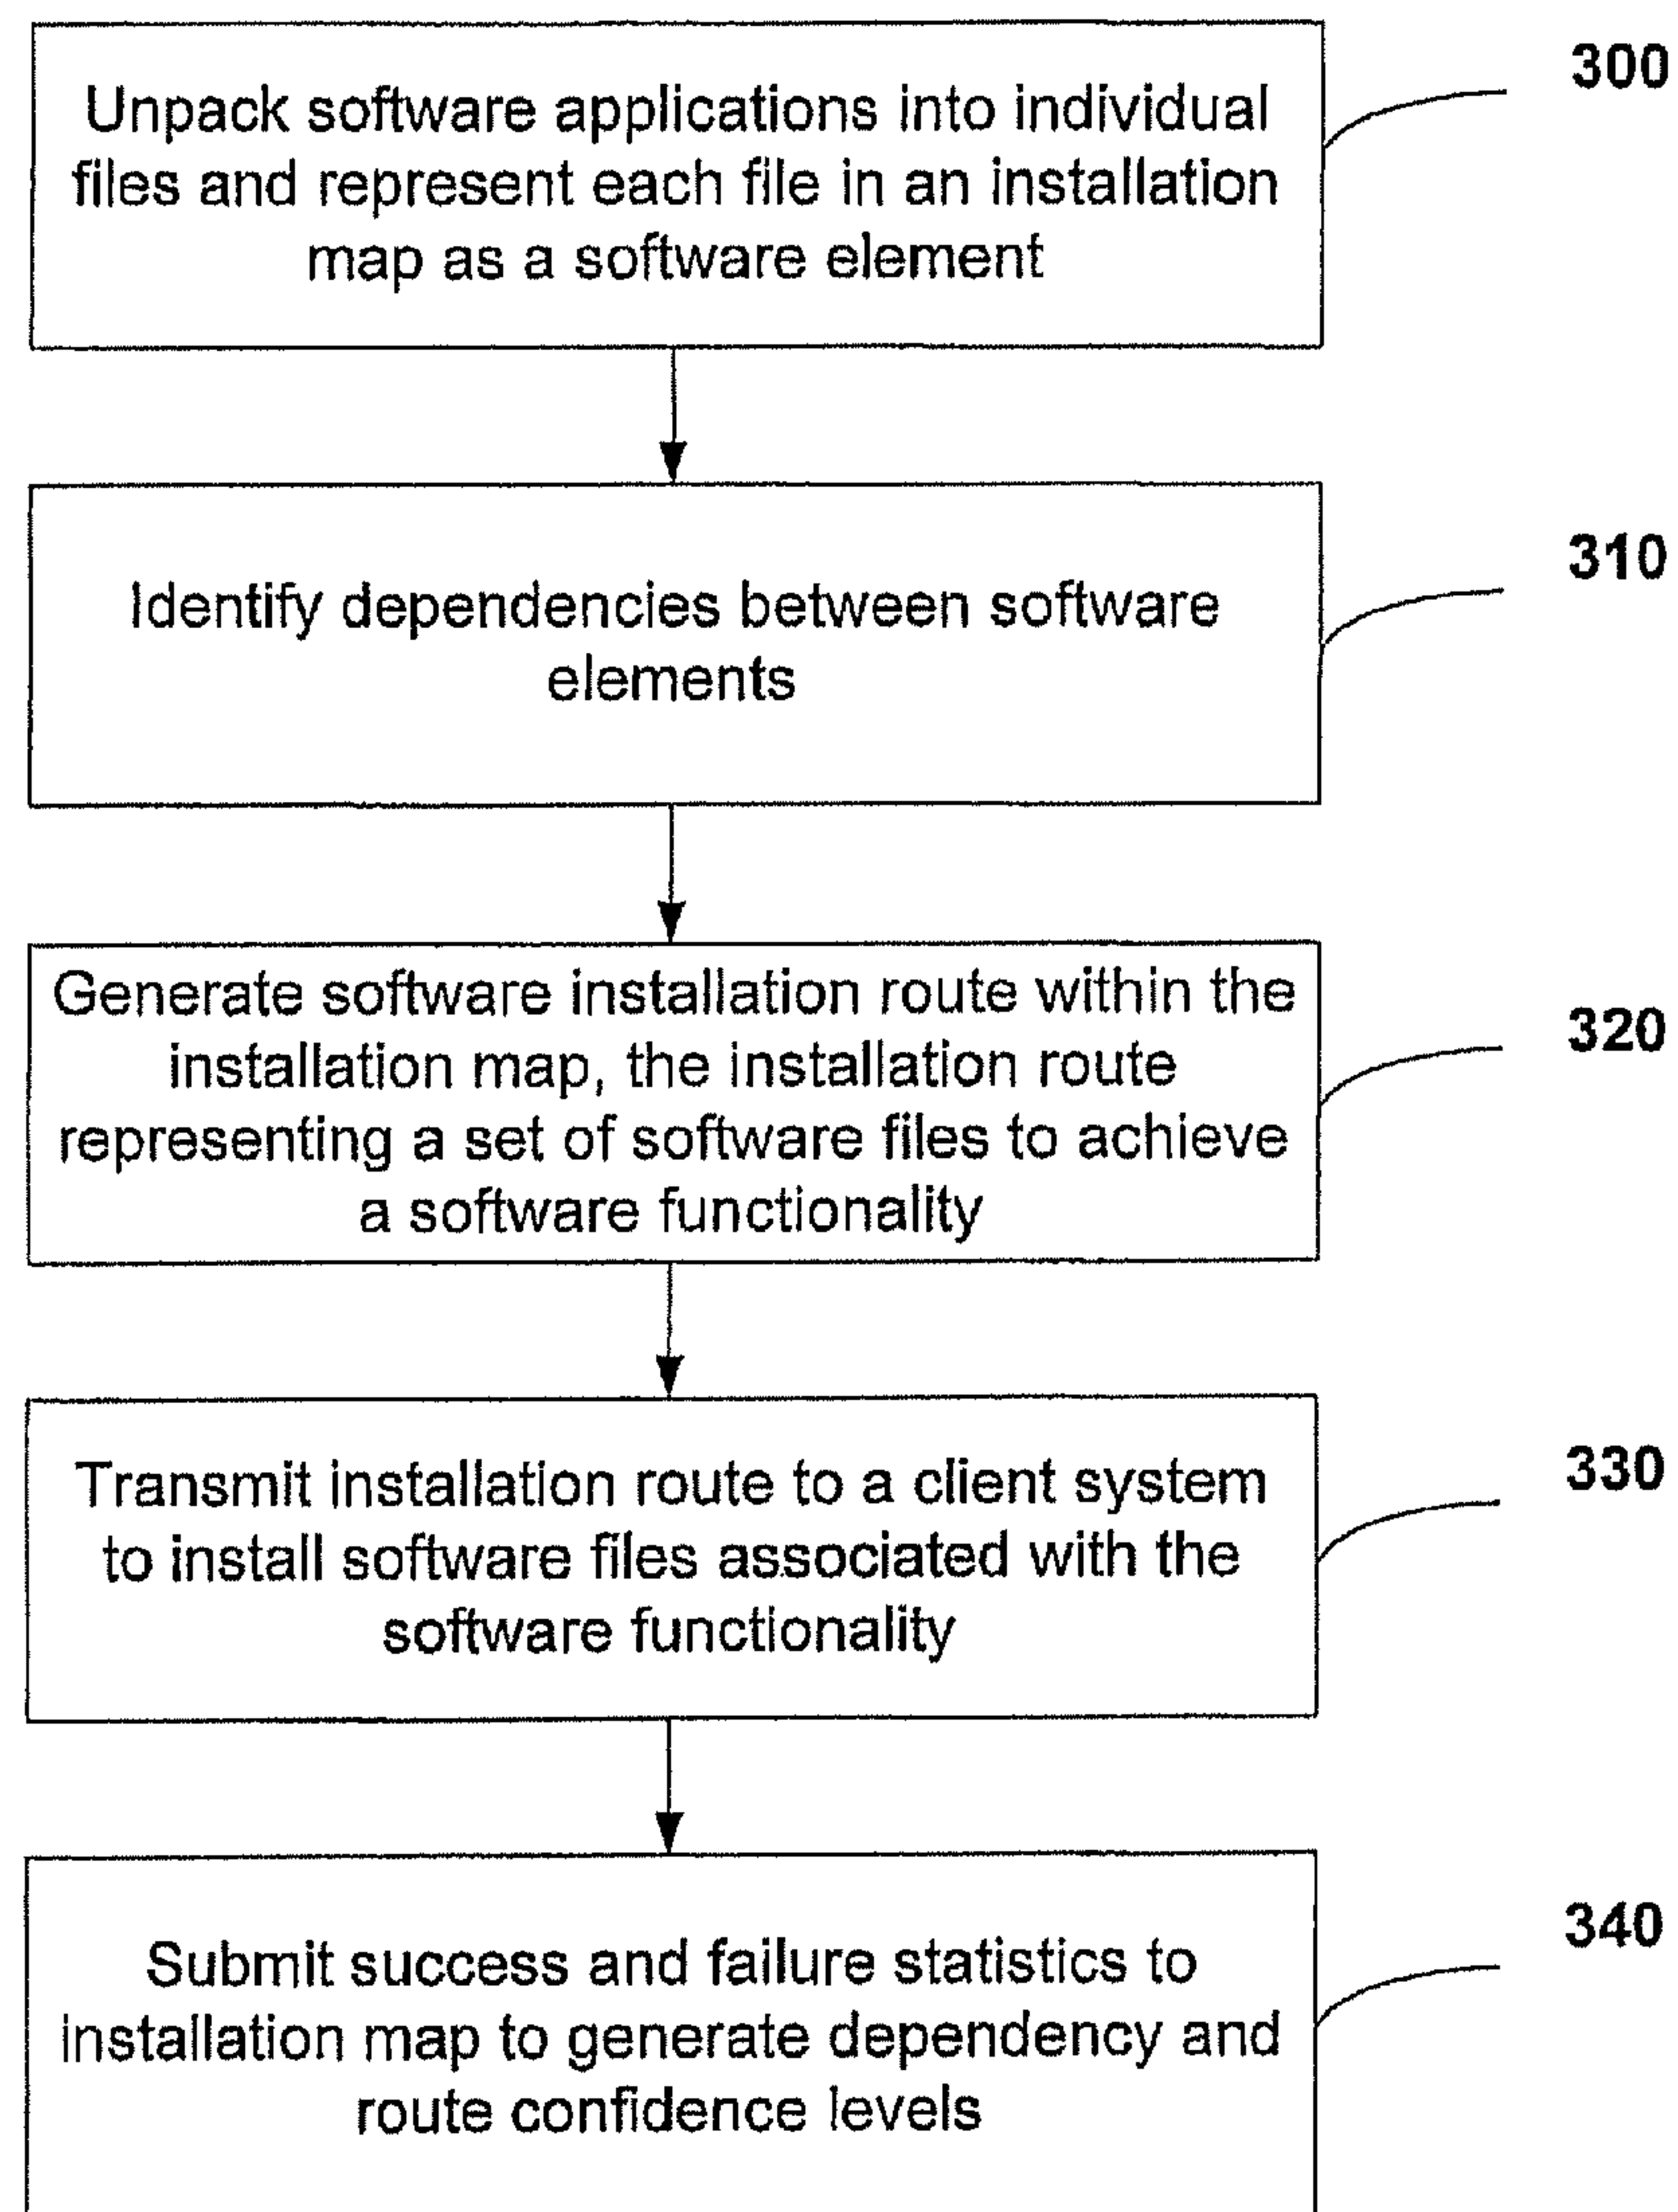 Unpack software applications into individual
files and represent each file in an installation
map as a software element
300
Identify dependencies between software
elements
310
Generate software installation route within the
installation map, the installation route
representing a set of software files to achieve
a software functionality
320
Transmit installation route to a client system
to install software files associated with the
software functionality
330
Submit success and failure statistics to
installation map to generate dependency and
route confidence levels
340